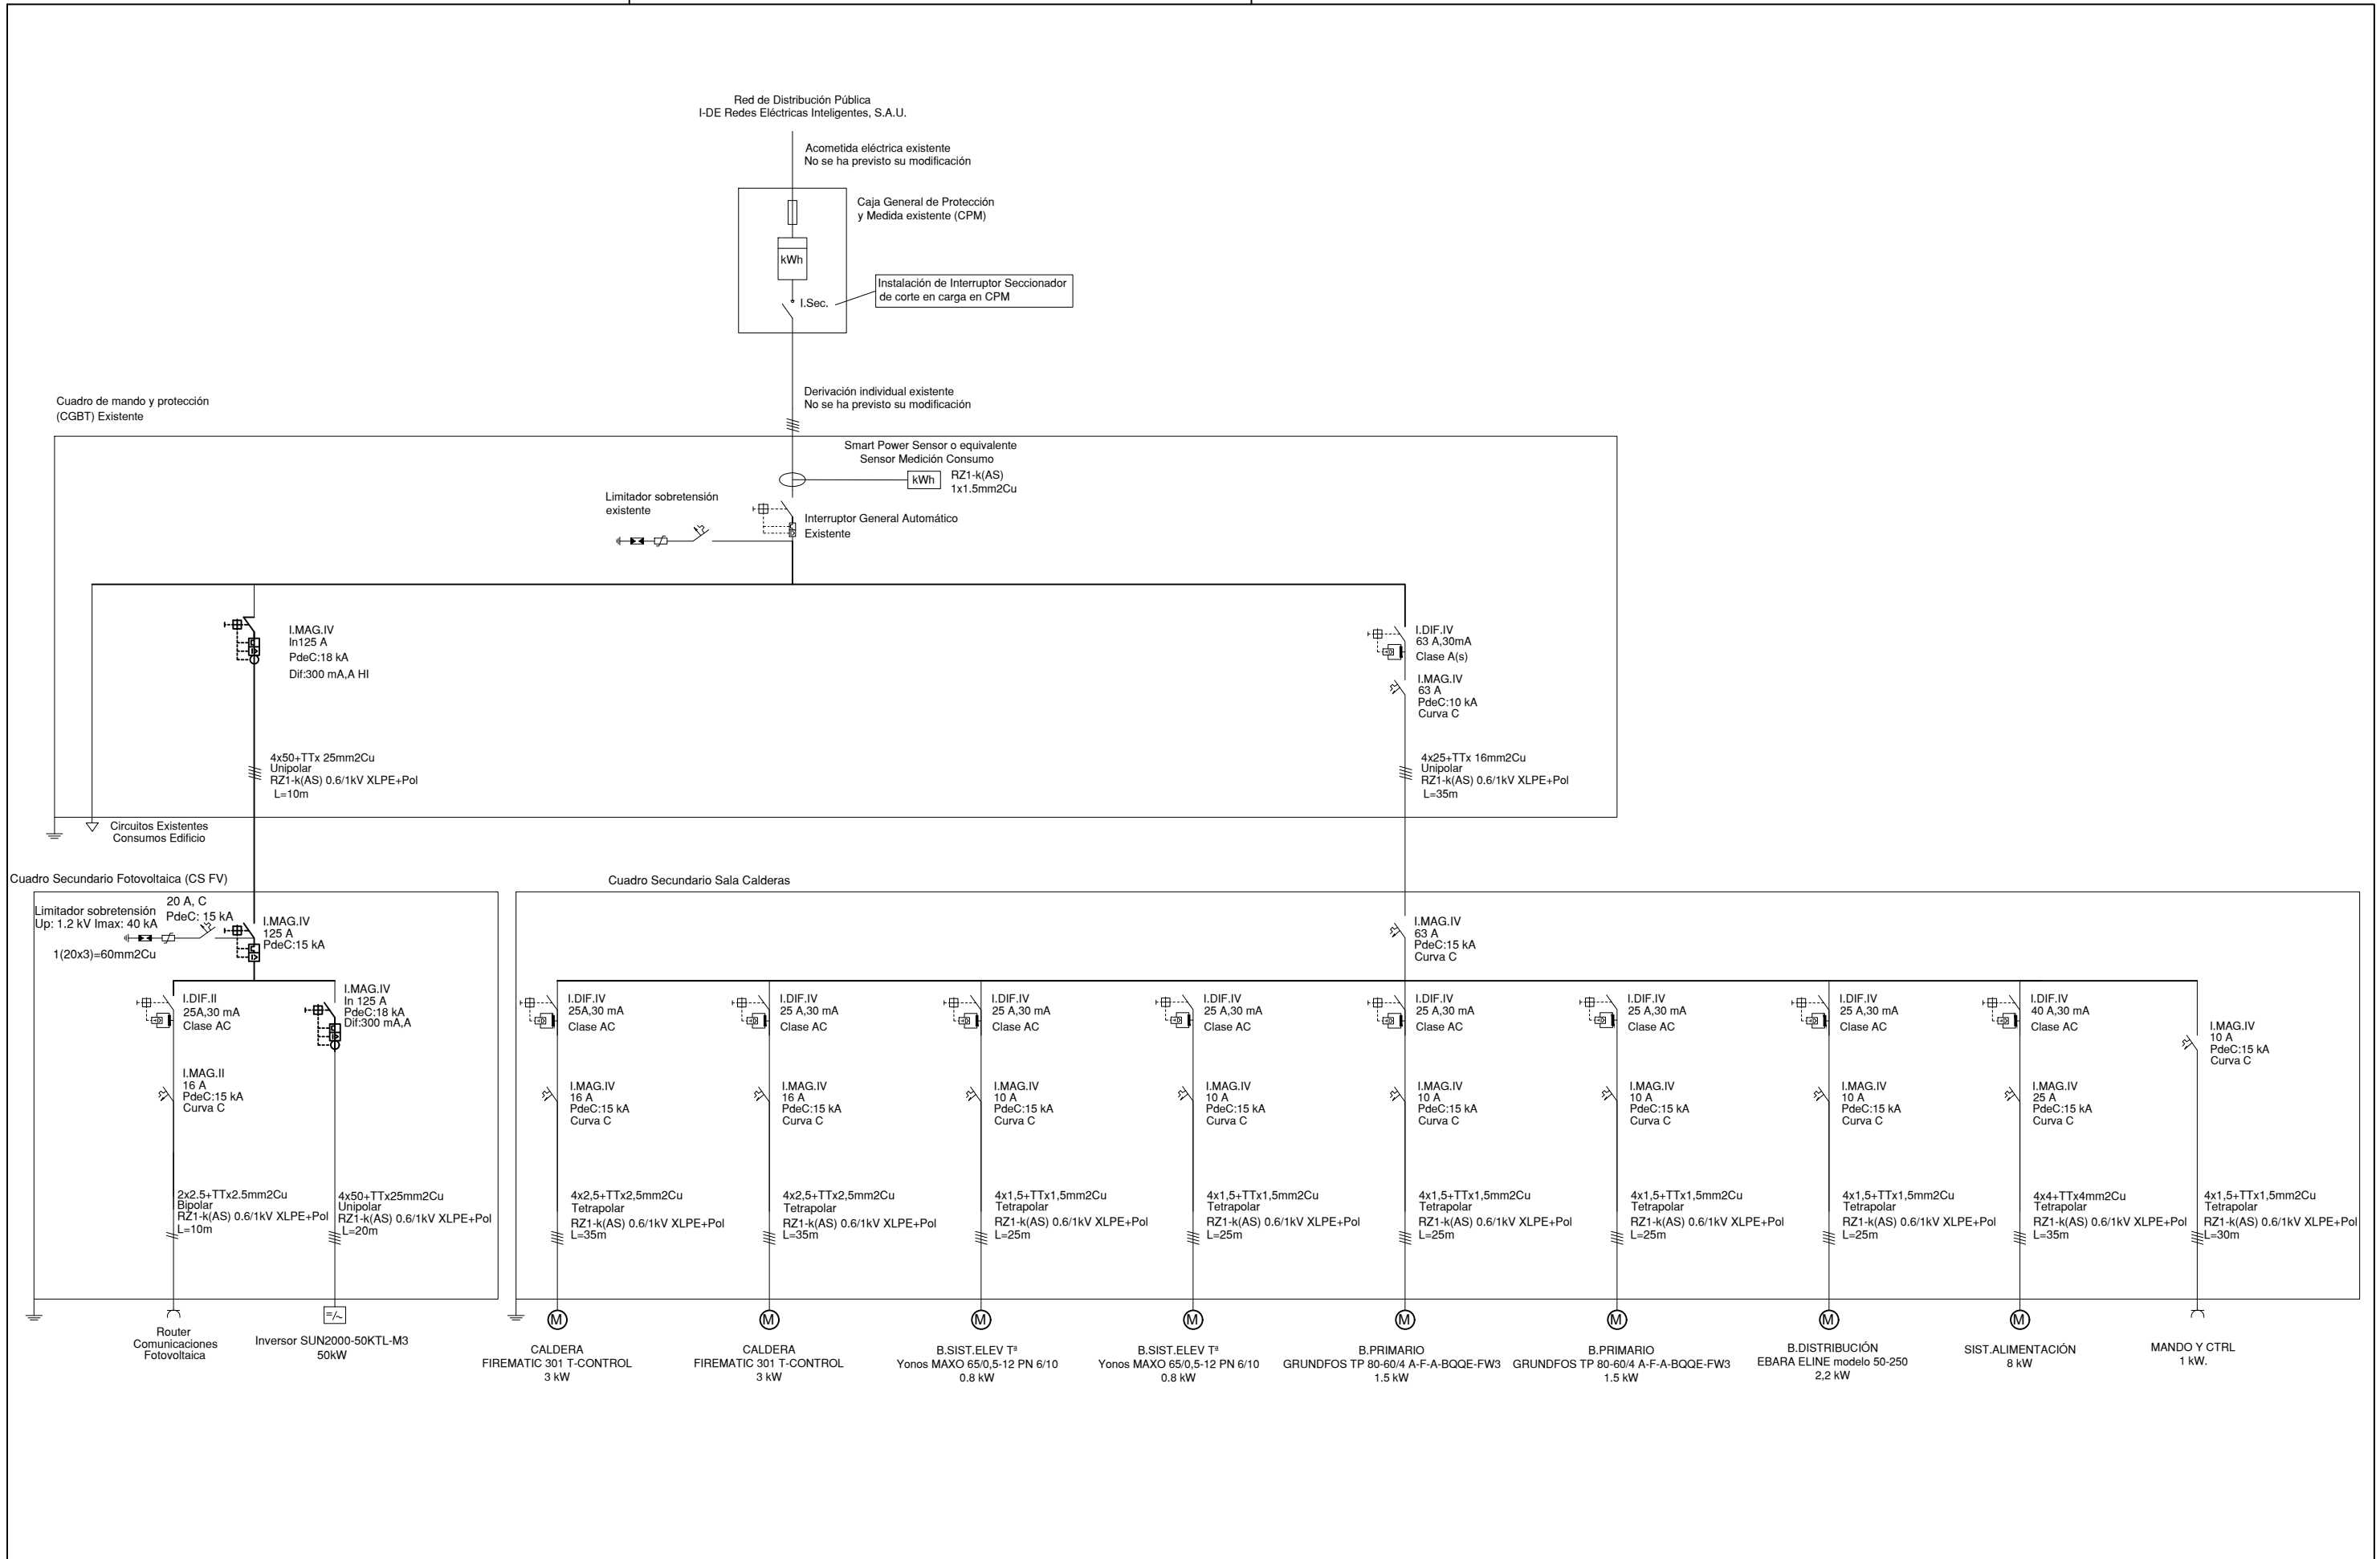 Red de Distribución Pública
I-DE Redes Eléctricas Inteligentes, S.A.U.
Acometida eléctrica existente
No se ha previsto su modificación
Caja General de Protección
y Medida existente (CPM)
kWh
I.Sec.
Instalación de Interruptor Seccionador
de corte en carga en CPM
Derivación individual existente
No se ha previsto su modificación
Cuadro de mando y protección
(CGBT) Existente
Smart Power Sensor o equivalente
Sensor Medición Consumo
kWh
RZ1-k(AS)
1x1.5mm2Cu
Limitador sobretensión
existente
Interruptor General Automático
Existente
I.MAG.IV
In125 A
PdeC:18 kA
Dif:300 mA,A HI
I.DIF.IV
63 A,30mA
Clase A(s)
I.MAG.IV
63 A
PdeC:10 kA
Curva C
4x50+TTx 25mm2Cu
Unipolar
RZ1-k(AS) 0.6/1kV XLPE+Pol
L=10m
4x25+TTx 16mm2Cu
Unipolar
RZ1-k(AS) 0.6/1kV XLPE+Pol
L=35m
Circuitos Existentes
Consumos Edificio
Cuadro Secundario Fotovoltaica (CS FV)
Limitador sobretensión
Up: 1.2 kV Imax: 40 kA
20 A, C
PdeC: 15 kA
I.MAG.IV
125 A
PdeC:15 kA
1(20x3)=60mm2Cu
I.DIF.II
25A,30 mA
Clase AC
I.MAG.II
16 A
PdeC:15 kA
Curva C
2x2.5+TTx2.5mm2Cu
Bipolar
RZ1-k(AS) 0.6/1kV XLPE+Pol
L=10m
Router
Comunicaciones
Fotovoltaica
I.MAG.IV
In 125 A
PdeC:18 kA
Dif:300 mA,A
4x50+TTx25mm2Cu
Unipolar
RZ1-k(AS) 0.6/1kV XLPE+Pol
L=20m
=/~
Inversor SUN2000-50KTL-M3
50kW
Cuadro Secundario Sala Calderas
I.MAG.IV
63 A
PdeC:15 kA
Curva C
I.DIF.IV
25A,30 mA
Clase AC
I.MAG.IV
16 A
PdeC:15 kA
Curva C
4x2,5+TTx2,5mm2Cu
Tetrapolar
RZ1-k(AS) 0.6/1kV XLPE+Pol
L=35m
M
CALDERA
FIREMATIC 301 T-CONTROL
3 kW
I.DIF.IV
25 A,30 mA
Clase AC
I.MAG.IV
16 A
PdeC:15 kA
Curva C
4x2,5+TTx2,5mm2Cu
Tetrapolar
RZ1-k(AS) 0.6/1kV XLPE+Pol
L=35m
M
CALDERA
FIREMATIC 301 T-CONTROL
3 kW
I.DIF.IV
25 A,30 mA
Clase AC
I.MAG.IV
10 A
PdeC:15 kA
Curva C
4x1,5+TTx1,5mm2Cu
Tetrapolar
RZ1-k(AS) 0.6/1kV XLPE+Pol
L=25m
M
B.SIST.ELEV Tª
Yonos MAXO 65/0,5-12 PN 6/10
0.8 kW
I.DIF.IV
25 A,30 mA
Clase AC
I.MAG.IV
10 A
PdeC:15 kA
Curva C
4x1,5+TTx1,5mm2Cu
Tetrapolar
RZ1-k(AS) 0.6/1kV XLPE+Pol
L=25m
M
B.SIST.ELEV Tª
Yonos MAXO 65/0,5-12 PN 6/10
0.8 kW
I.DIF.IV
25 A,30 mA
Clase AC
I.MAG.IV
10 A
PdeC:15 kA
Curva C
4x1,5+TTx1,5mm2Cu
Tetrapolar
RZ1-k(AS) 0.6/1kV XLPE+Pol
L=25m
M
B.PRIMARIO
GRUNDFOS TP 80-60/4 A-F-A-BQQE-FW3
1.5 kW
I.DIF.IV
25 A,30 mA
Clase AC
I.MAG.IV
10 A
PdeC:15 kA
Curva C
4x1,5+TTx1,5mm2Cu
Tetrapolar
RZ1-k(AS) 0.6/1kV XLPE+Pol
L=25m
M
B.PRIMARIO
GRUNDFOS TP 80-60/4 A-F-A-BQQE-FW3
1.5 kW
I.DIF.IV
25 A,30 mA
Clase AC
I.MAG.IV
10 A
PdeC:15 kA
Curva C
4x1,5+TTx1,5mm2Cu
Tetrapolar
RZ1-k(AS) 0.6/1kV XLPE+Pol
L=25m
M
B.DISTRIBUCIÓN
EBARA ELINE modelo 50-250
2,2 kW
I.DIF.IV
40 A,30 mA
Clase AC
I.MAG.IV
25 A
PdeC:15 kA
Curva C
4x4+TTx4mm2Cu
Tetrapolar
RZ1-k(AS) 0.6/1kV XLPE+Pol
L=35m
M
SIST.ALIMENTACIÓN
8 kW
I.MAG.IV
10 A
PdeC:15 kA
Curva C
4x1,5+TTx1,5mm2Cu
Tetrapolar
RZ1-k(AS) 0.6/1kV XLPE+Pol
L=30m
MANDO Y CTRL
1 kW.